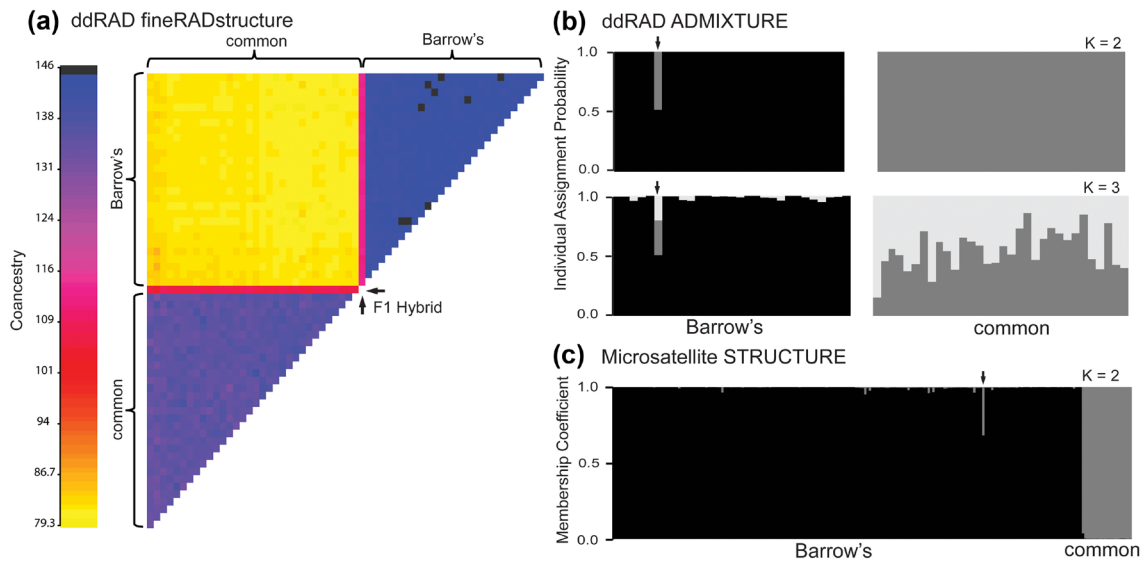 (a) ddRAD fineRADstructure
common
Barrow's
146
138
131
124
116
109
101
94
86.7
79.3
Coancestry
Barrow's
common
F1 Hybrid
(b) ddRAD ADMIXTURE
K = 2
1.0
0.5
0.0
K = 3
1.0
0.5
0.0
Individual Assignment Probability
Barrow's
common
(c) Microsatellite STRUCTURE
K = 2
1.0
0.5
0.0
Membership Coefficient
Barrow's
common